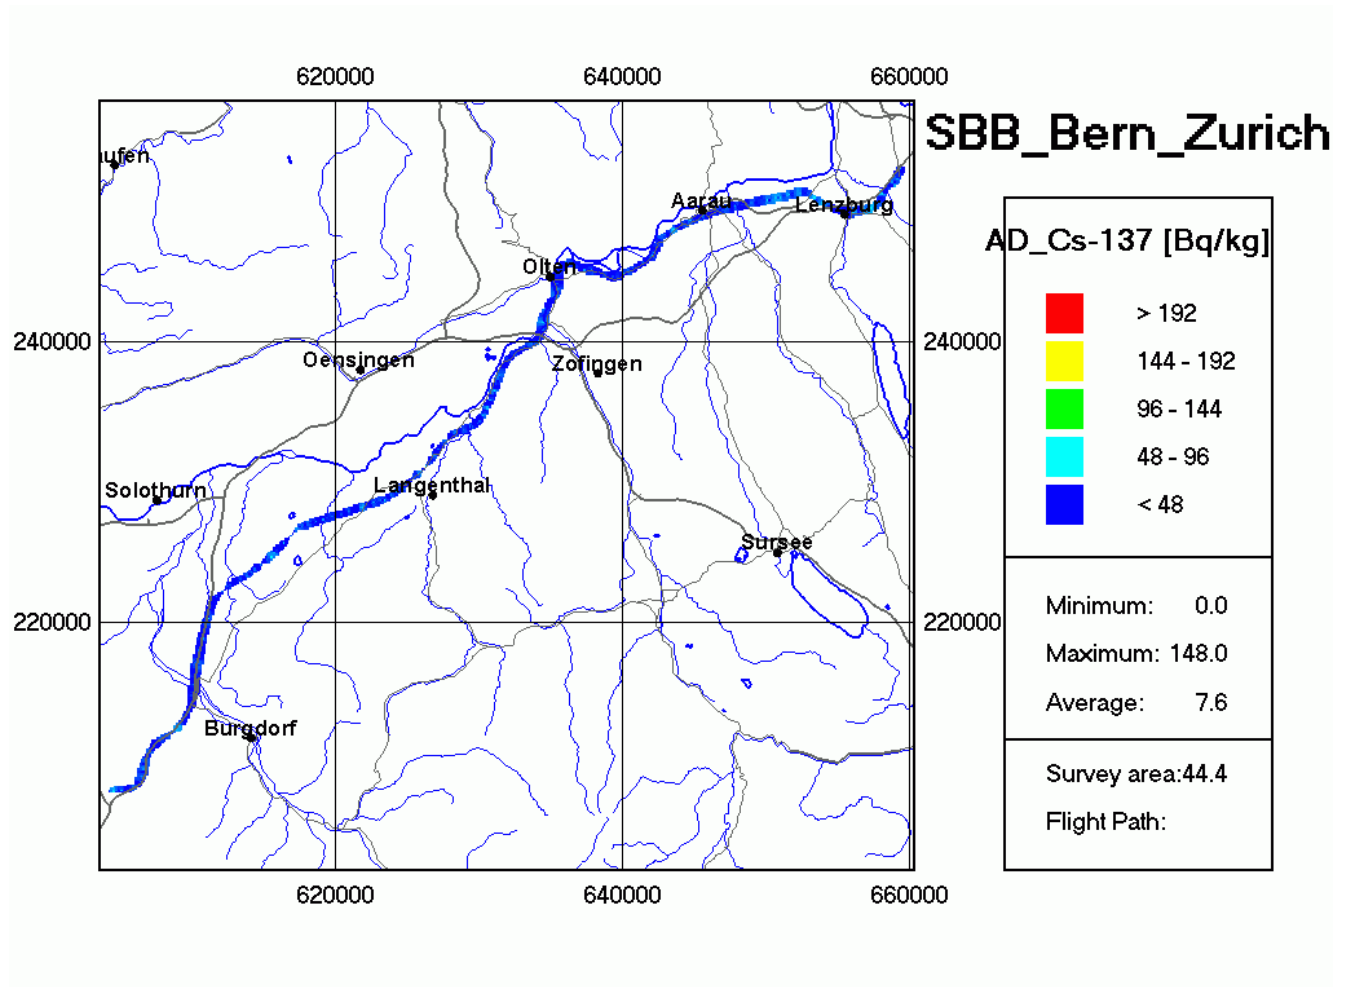 620000 640000 660000
SBB_Bern_Zurich
ufen
Aarau
Lenzburg
AD_Cs-137 [Bq/kg]
Olten
> 192
240000 240000
Oensingen
Zofingen
144 - 192
96 - 144
48 - 96
Solothurn
Langenthal
< 48
Sursee
220000 220000
Minimum: 0.0
Maximum: 148.0
Average: 7.6
Burgdorf
Survey area:44.4
Flight Path:
620000 640000 660000